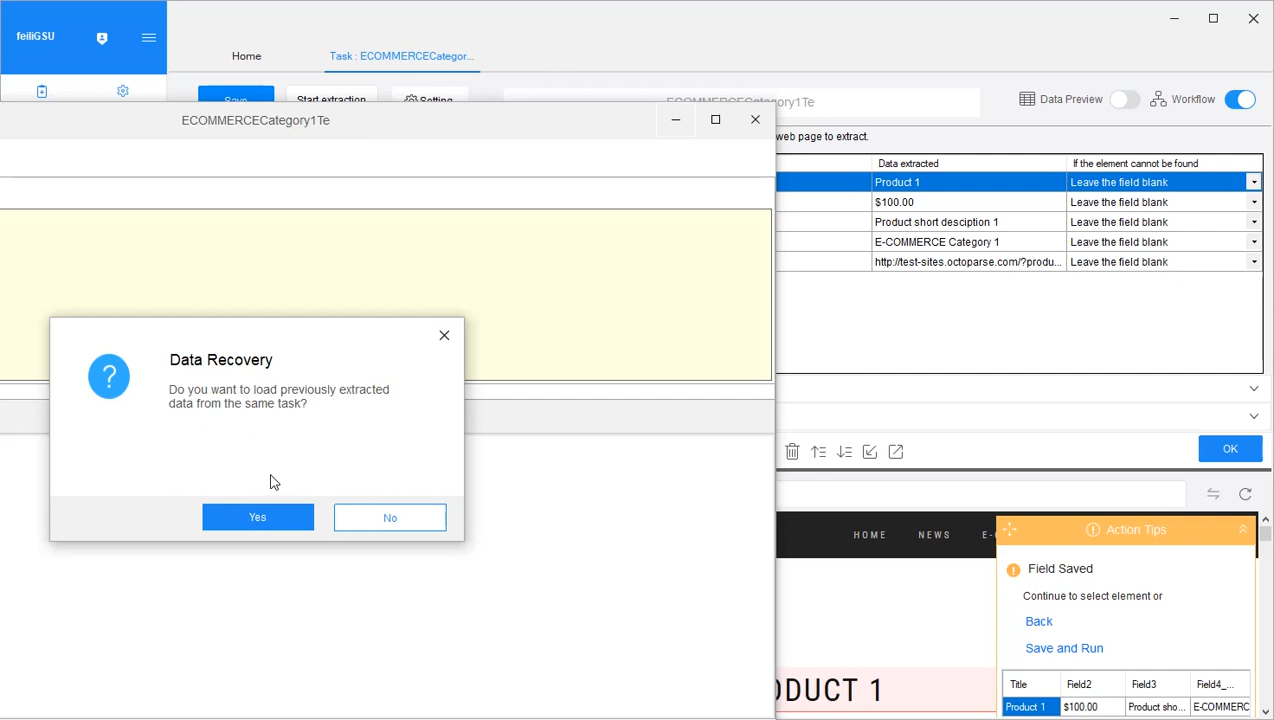 feiliGSU
Home
Task : ECOMMERCECategor...
Save
Start extraction
Setting
ECOMMERCECategory1Te
Data Preview
Workflow
ECOMMERCECategory1Te
web page to extract.
Data extracted
If the element cannot be found
Product 1
Leave the field blank
$100.00
Leave the field blank
Product short desciption 1
Leave the field blank
E-COMMERCE Category 1
Leave the field blank
http://test-sites.octoparse.com/?produ...
Leave the field blank
Data Recovery
Do you want to load previously extracted
data from the same task?
Yes
No
OK
HOME
NEWS
E-
Action Tips
Field Saved
Continue to select element or
Back
Save and Run
Title
Field2
Field3
Field4_...
Product 1
$100.00
Product sho...
E-COMMERC
DUCT 1